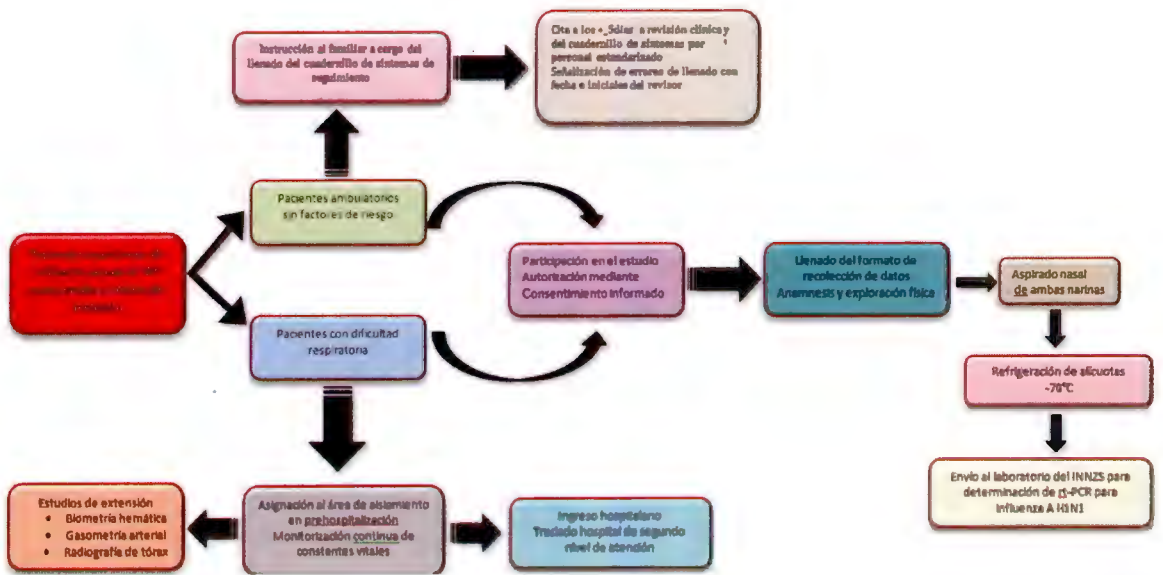 Instrucción al familiar a cargo del
llenado del cuadernillo de síntomas de
seguimiento
Cita a los +_5días a revisión clínica y
del cuadernillo de síntomas por
personal estandarizado
Señalización de errores de llenado con
fecha e iniciales del revisor
Pacientes ambulatorios
sin factores de riesgo
Participación en el estudio
Autorización mediante
Consentimiento informado
Llenado del formato de
recolección de datos
Anamnesis y exploración física
Aspirado nasal
de ambas narinas
Pacientes con dificultad
respiratoria
Refrigeración de alícuotas
-70°C
Envío al laboratorio del INNZS para
determinación de rt-PCR para
Influenza A H1N1
Estudios de extensión
• Biometría hemática
• Gasometría arterial
• Radiografía de tórax
Asignación al área de aislamiento
en prehospitalización
Monitorización continua de
constantes vitales
Ingreso hospitalario
Traslado hospital de segundo
nivel de atención